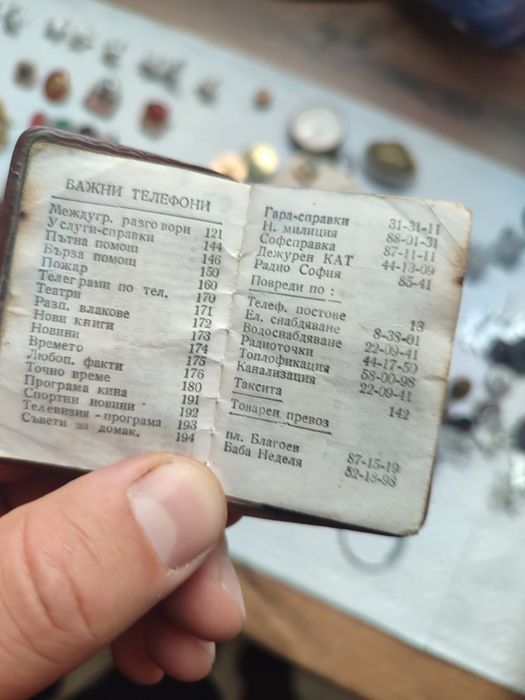 ВАЖНИ ТЕЛЕФОНИ
Междугр. разговори 121
Услуги-справки 144
Пътна помощ 146
Бърза помощ 150
Пожар 160
Телеграми по тел. 170
Театри 171
Разп. влакове 172
Нови книги 173
Новини 174
Времето 175
Любоп. факти 176
Точно време 180
Програма кина 191
Спортни новини 192
Телевизия - програма 193
Съвети за домак. 194
Гара-справки 31-31-11
Н. милиция 88-01-31
Софсправка 87-11-11
Дежурен КАТ 44-13-09
Радио София 85-41
Повреди по :
Телеф. постове 13
Ел. снабдяване 8-38-01
Водоснабдяване 22-09-41
Радиоточки 44-17-50
Топлофикация 58-00-98
Канализация 22-09-41
Таксита 142
Товарен превоз
пл. Благоев 87-15-19
Баба Неделя 52-18-98